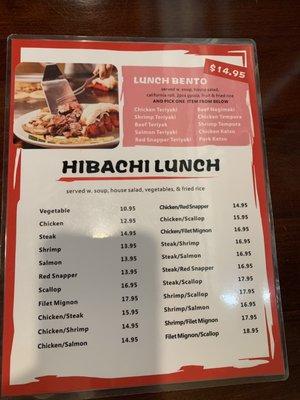 $14.95
LUNCH BENTO
served w. soup, house salad,
california roll, 2pcs gyoza, fruit & fried rice
AND PICK ONE ITEM FROM BELOW
Chicken Teriyaki
Shrimp Teriyaki
Beef Teriyaki
Salmon Teriyaki
Red Snapper Teriyaki
Beef Negimaki
Chicken Tempura
Shrimp Tempura
Chicken Katsu
Pork Katsu
HIBACHI LUNCH
served w. soup, house salad, vegetables, & fried rice
Vegetable 10.95
Chicken 12.95
Steak 14.95
Shrimp 13.95
Salmon 13.95
Red Snapper 13.95
Scallop 16.95
Filet Mignon 17.95
Chicken/Steak 15.95
Chicken/Shrimp 14.95
Chicken/Salmon 14.95
Chicken/Red Snapper 14.95
Chicken/Scallop 15.95
Chicken/Filet Mignon 16.95
Steak/Shrimp 16.95
Steak/Salmon 16.95
Steak/Red Snapper 16.95
Steak/Scallop 17.95
Shrimp/Scallop 16.95
Shrimp/Salmon 16.95
Shrimp/Filet Mignon 17.95
Filet Mignon/Scallop 18.95